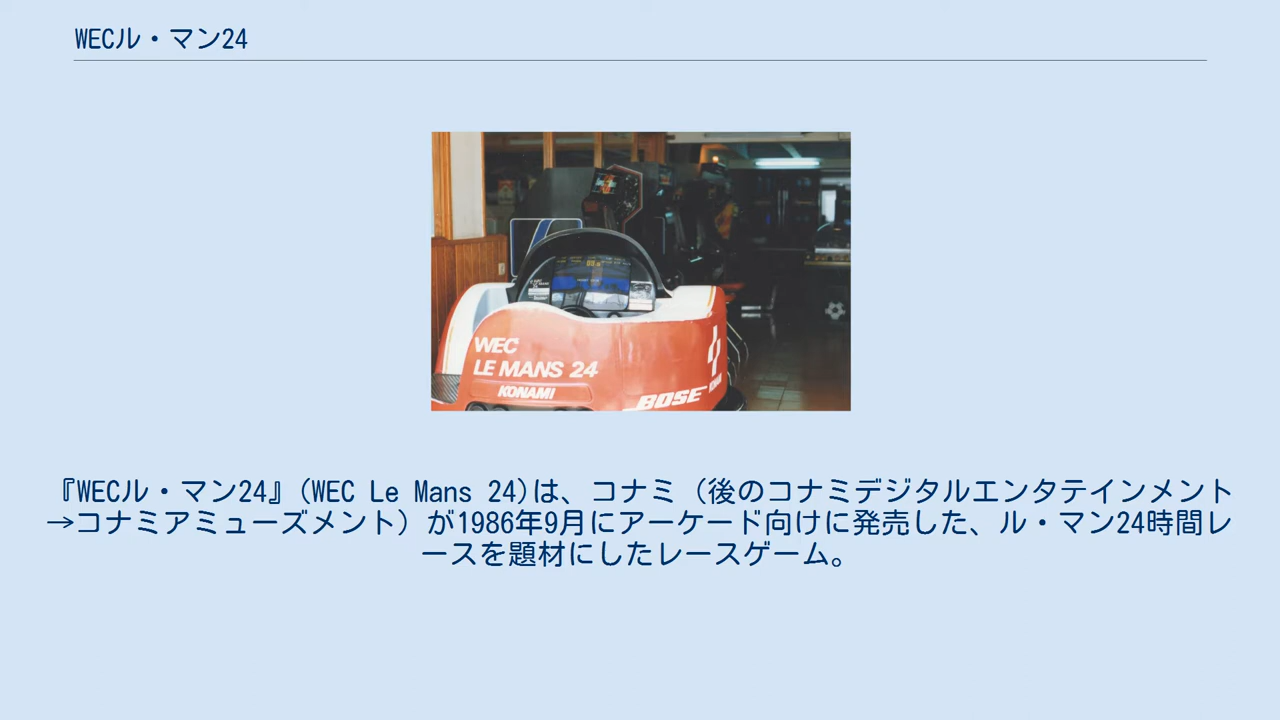 WECル・マン24
WEC
LE MANS 24
KONAMI
BOSE
『WECル・マン24』(WEC Le Mans 24)は、コナミ（後のコナミデジタルエンタテインメント
→コナミアミューズメント）が1986年9月にアーケード向けに発売した、ル・マン24時間レ
ースを題材にしたレースゲーム。